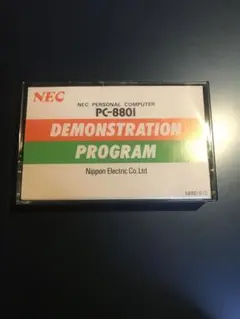 NEC
NEC PERSONAL COMPUTER
PC-8801
DEMONSTRATION
PROGRAM
Nippon Electric Co., Ltd